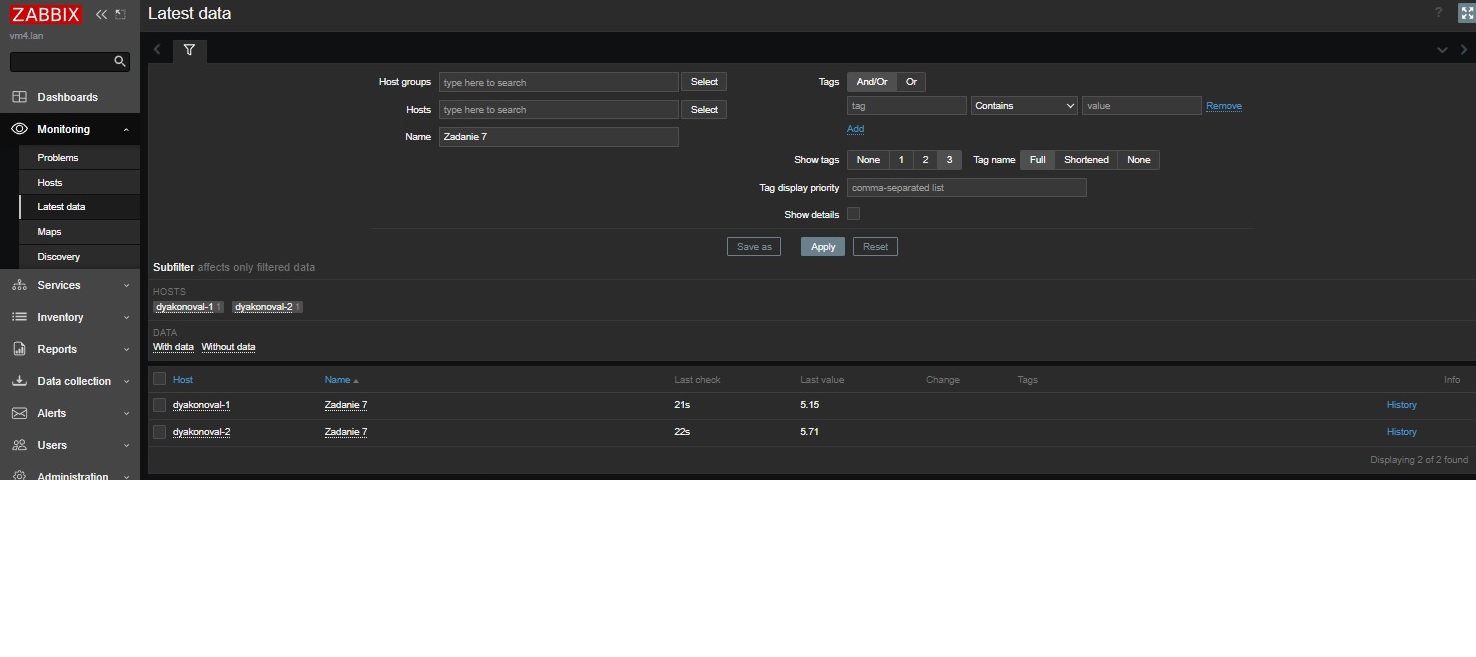 ZABBIX
vm4.lan
Dashboards
Monitoring
Problems
Hosts
Latest data
Maps
Discovery
Services
Inventory
Reports
Data collection
Alerts
Users
Administration
Latest data
?
Host groups type here to search Select
Hosts type here to search Select
Name Zadanie 7
Tags And/Or Or
tag Contains value Remove
Add
Show tags None 1 2 3 Tag name Full Shortened None
Tag display priority comma-separated list
Show details
Save as Apply Reset
Subfilter affects only filtered data
HOSTS
dyakonoval-1 1 dyakonoval-2 1
DATA
With data Without data
Host Name Last check Last value Change Tags Info
dyakonoval-1 Zadanie 7 21s 5.15 History
dyakonoval-2 Zadanie 7 22s 5.71 History
Displaying 2 of 2 found